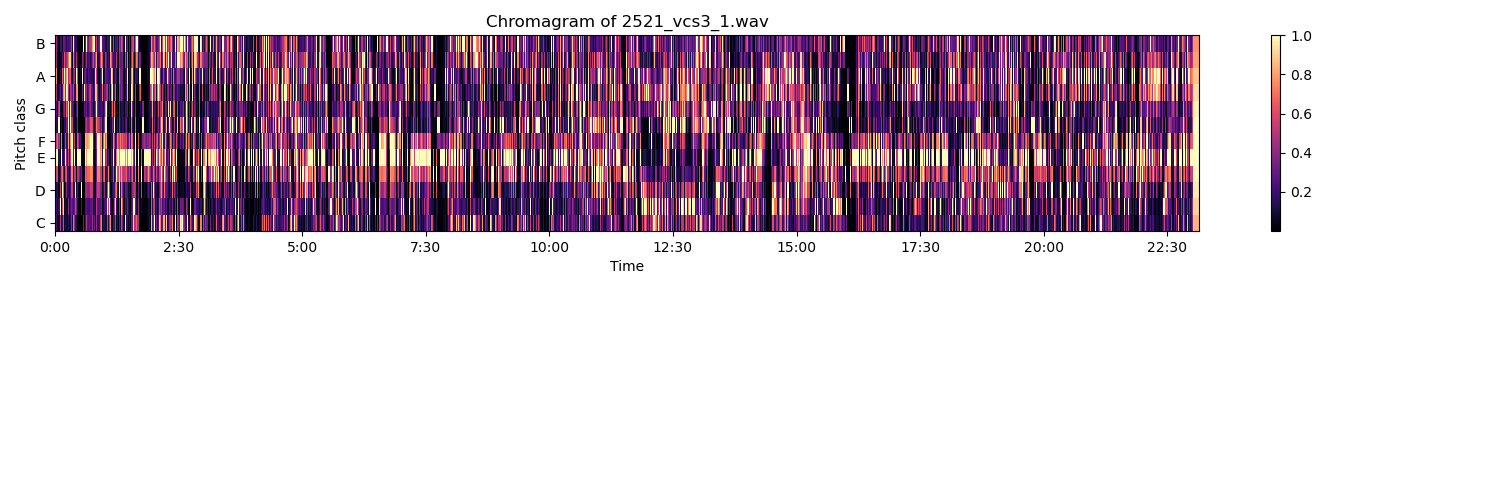 Chromagram of 2521_vcs3_1.wav
Pitch class
B
A
G
F
E
D
C
0:00 2:30 5:00 7:30 10:00 12:30 15:00 17:30 20:00 22:30
Time
1.0
0.8
0.6
0.4
0.2